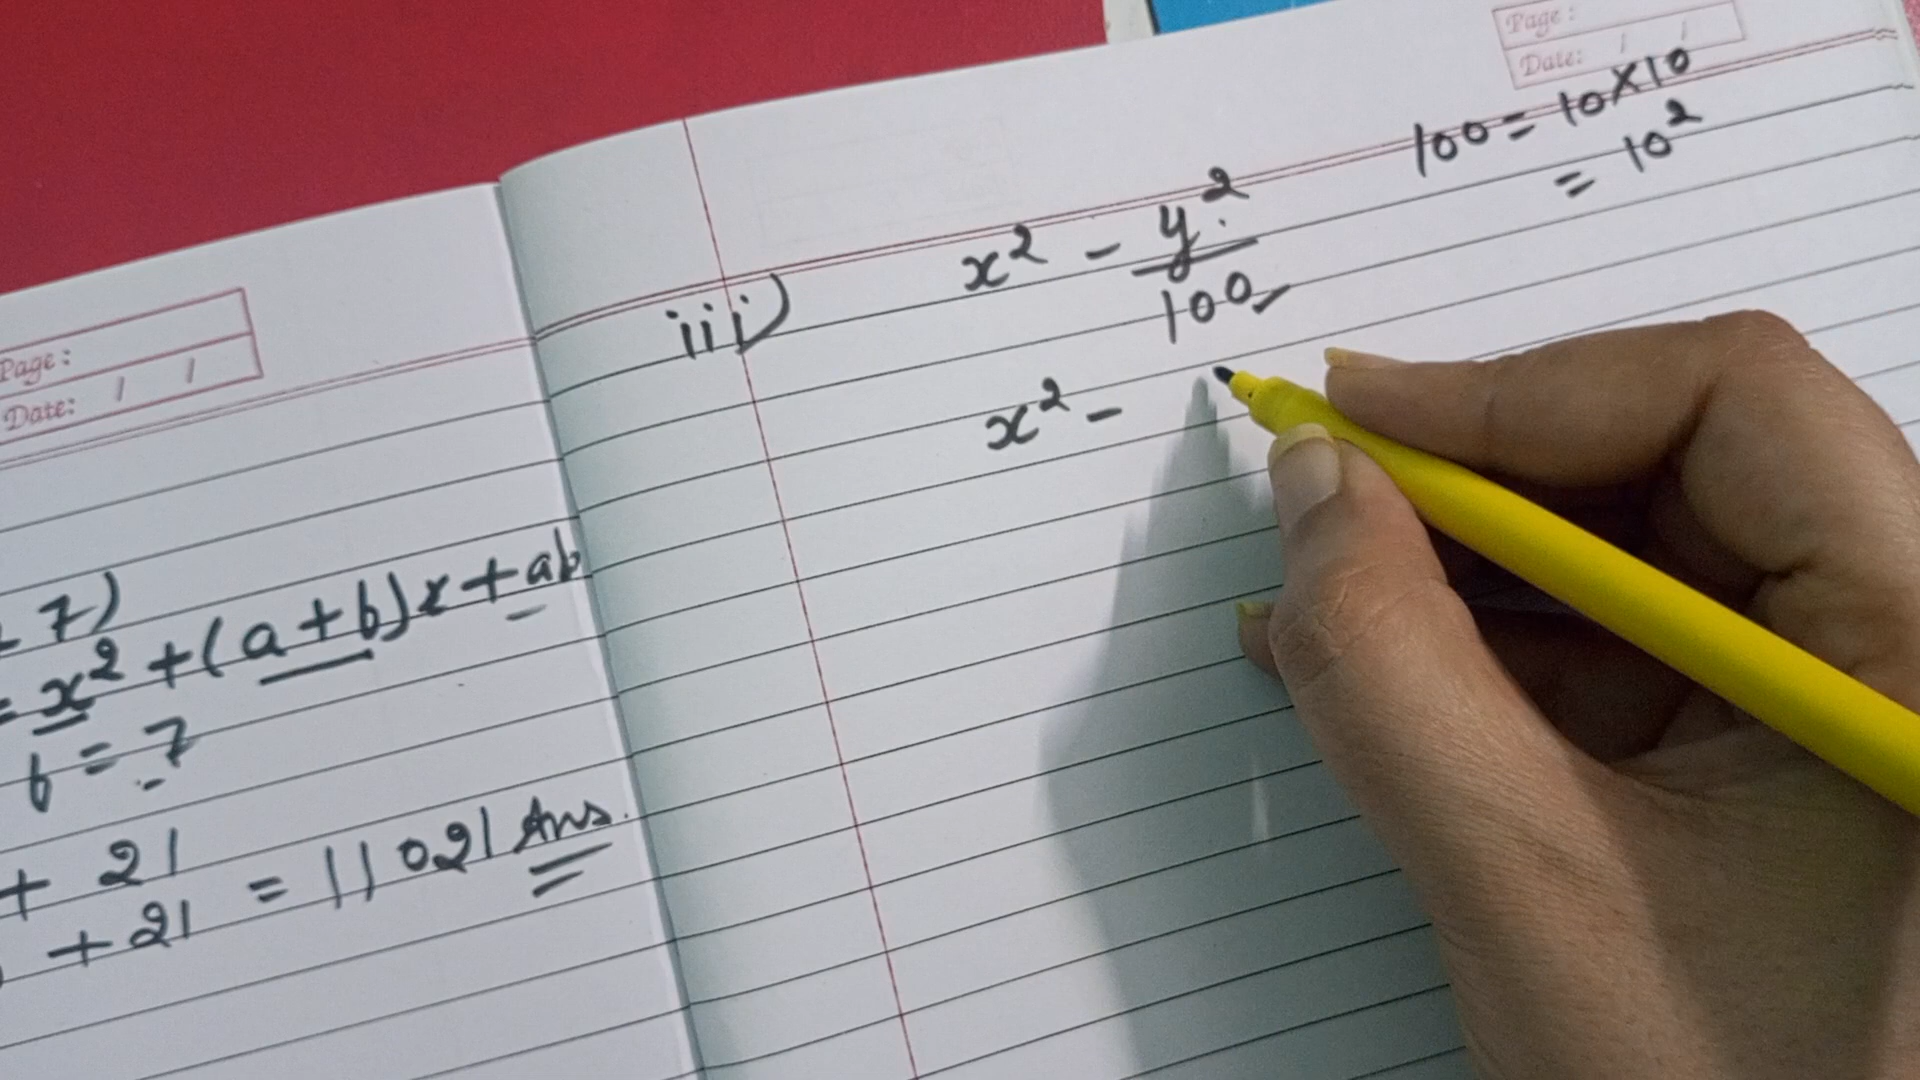 Page :
Date: / /
7)
= x² + (a+b)x + ab
b = 7
+ 21
+ 21 = 11021 Ans.
Page :
Date: / /
100 = 10×10
= 10²
iii) x² - y²/100
x² -